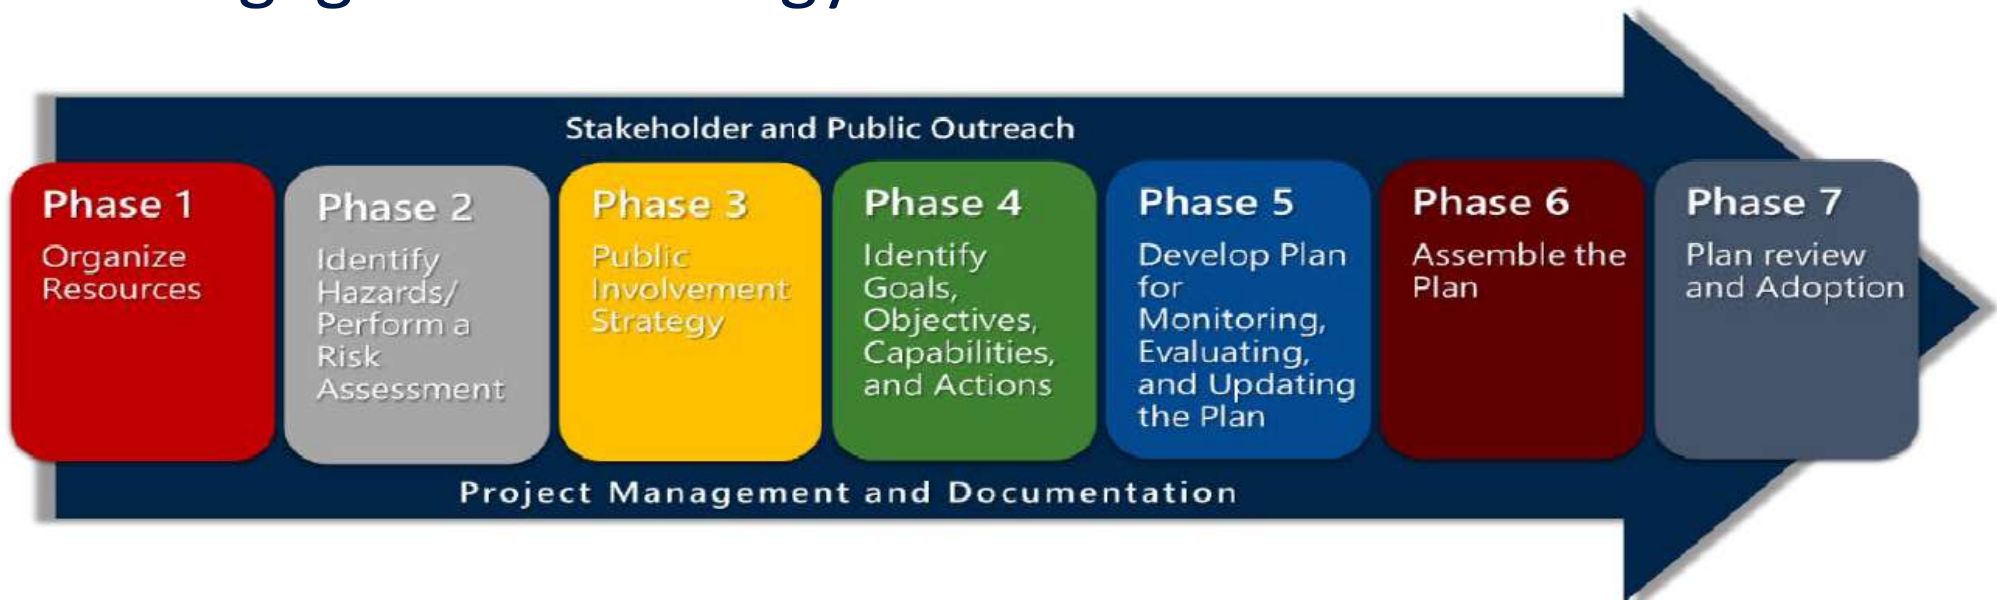 Stakeholder and Public Outreach
Phase 1
Organize
Resources
Phase 2
Identify
Hazards/
Perform a
Risk
Assessment
Phase 3
Public
Involvement
Strategy
Phase 4
Identify
Goals,
Objectives,
Capabilities,
and Actions
Phase 5
Develop Plan
for
Monitoring,
Evaluating,
and Updating
the Plan
Phase 6
Assemble the
Plan
Phase 7
Plan review
and Adoption
Project Management and Documentation